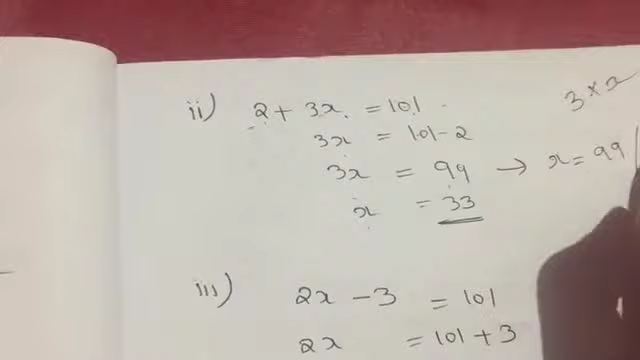 ii) 2 + 3x = 101
3 × x
3x = 101 - 2
3x = 99 → x = 99
x = 33
iii) 2x - 3 = 101
2x = 101 + 3